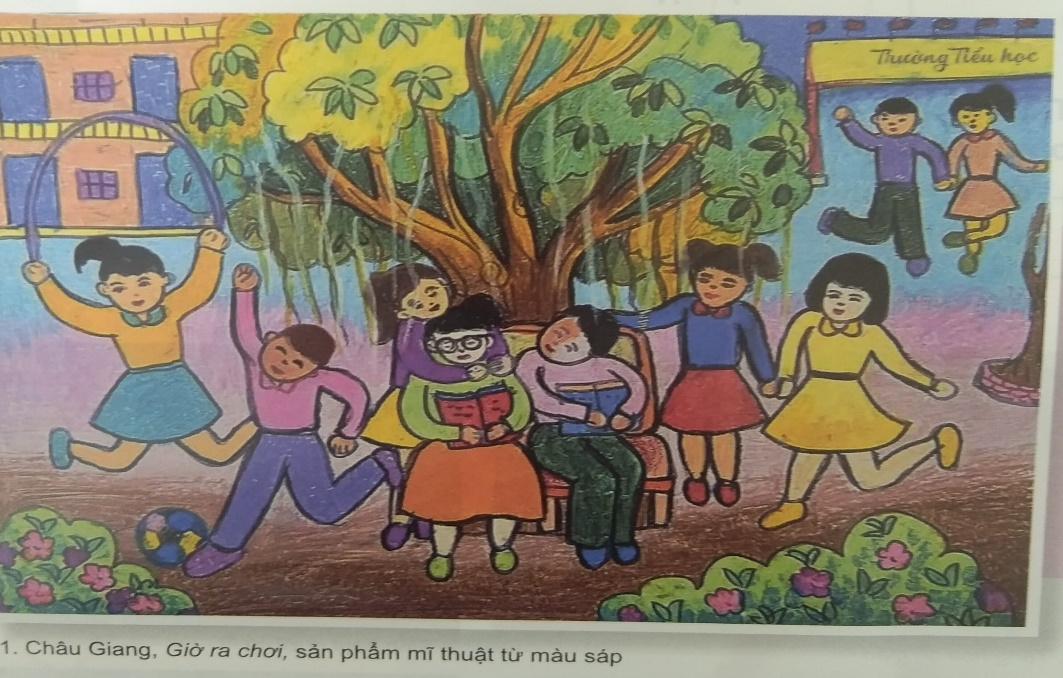 Trường Tiểu học
1. Châu Giang, Giờ ra chơi, sản phẩm mĩ thuật từ màu sáp